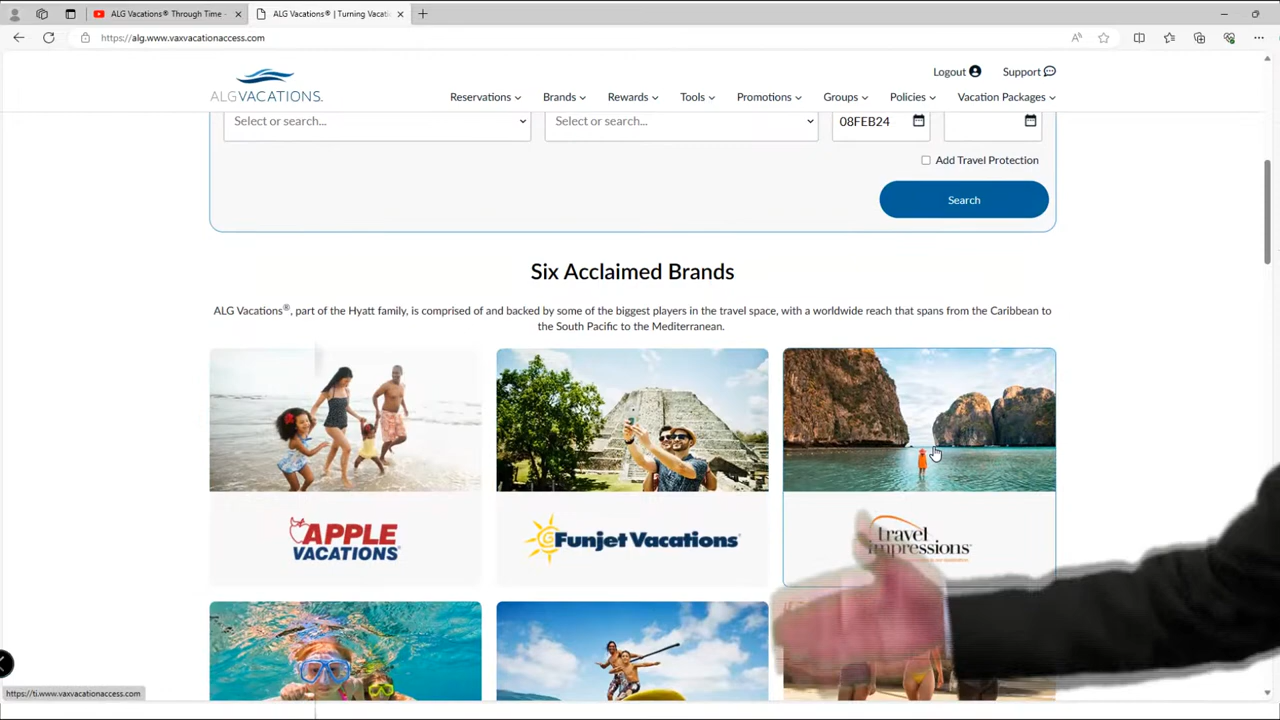 ALG Vacations® Through Time -
ALG Vacations® | Turning Vacati
https://alg.www.vaxvacationaccess.com
Logout
Support
ALGVACATIONS.
Reservations
Brands
Rewards
Tools
Promotions
Groups
Policies
Vacation Packages
Select or search...
Select or search...
08FEB24
Add Travel Protection
Search
Six Acclaimed Brands
ALG Vacations®, part of the Hyatt family, is comprised of and backed by some of the biggest players in the travel space, with a worldwide reach that spans from the Caribbean to
the South Pacific to the Mediterranean.
APPLE
VACATIONS®
Funjet Vacations®
travel
impressions
https://ti.www.vaxvacationaccess.com